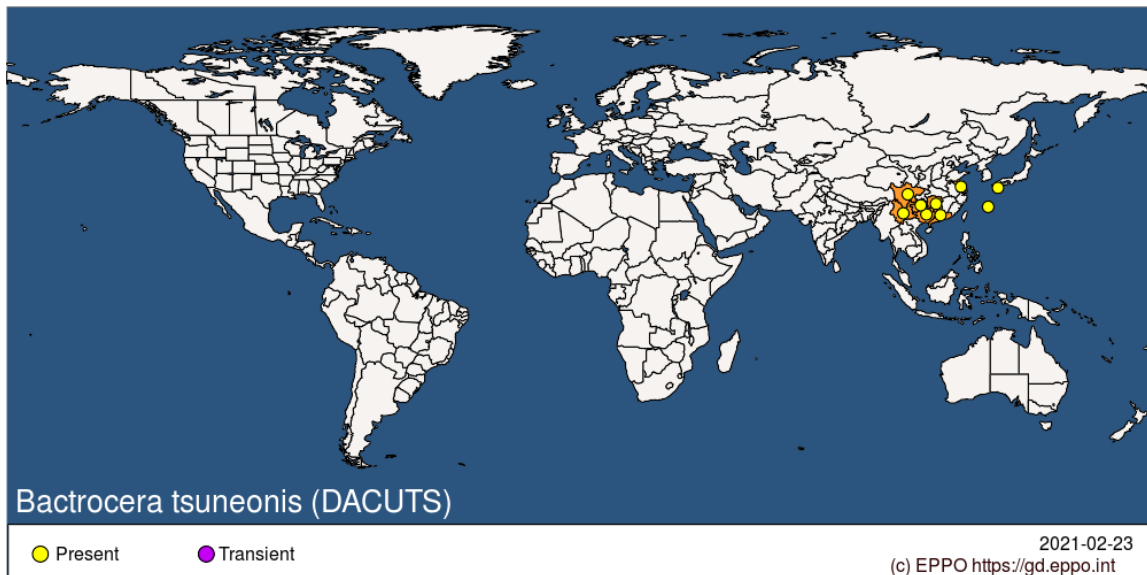 Bactrocera tsuneonis (DACUTS)
Present
Transient
2021-02-23
(c) EPPO https://gd.eppo.int